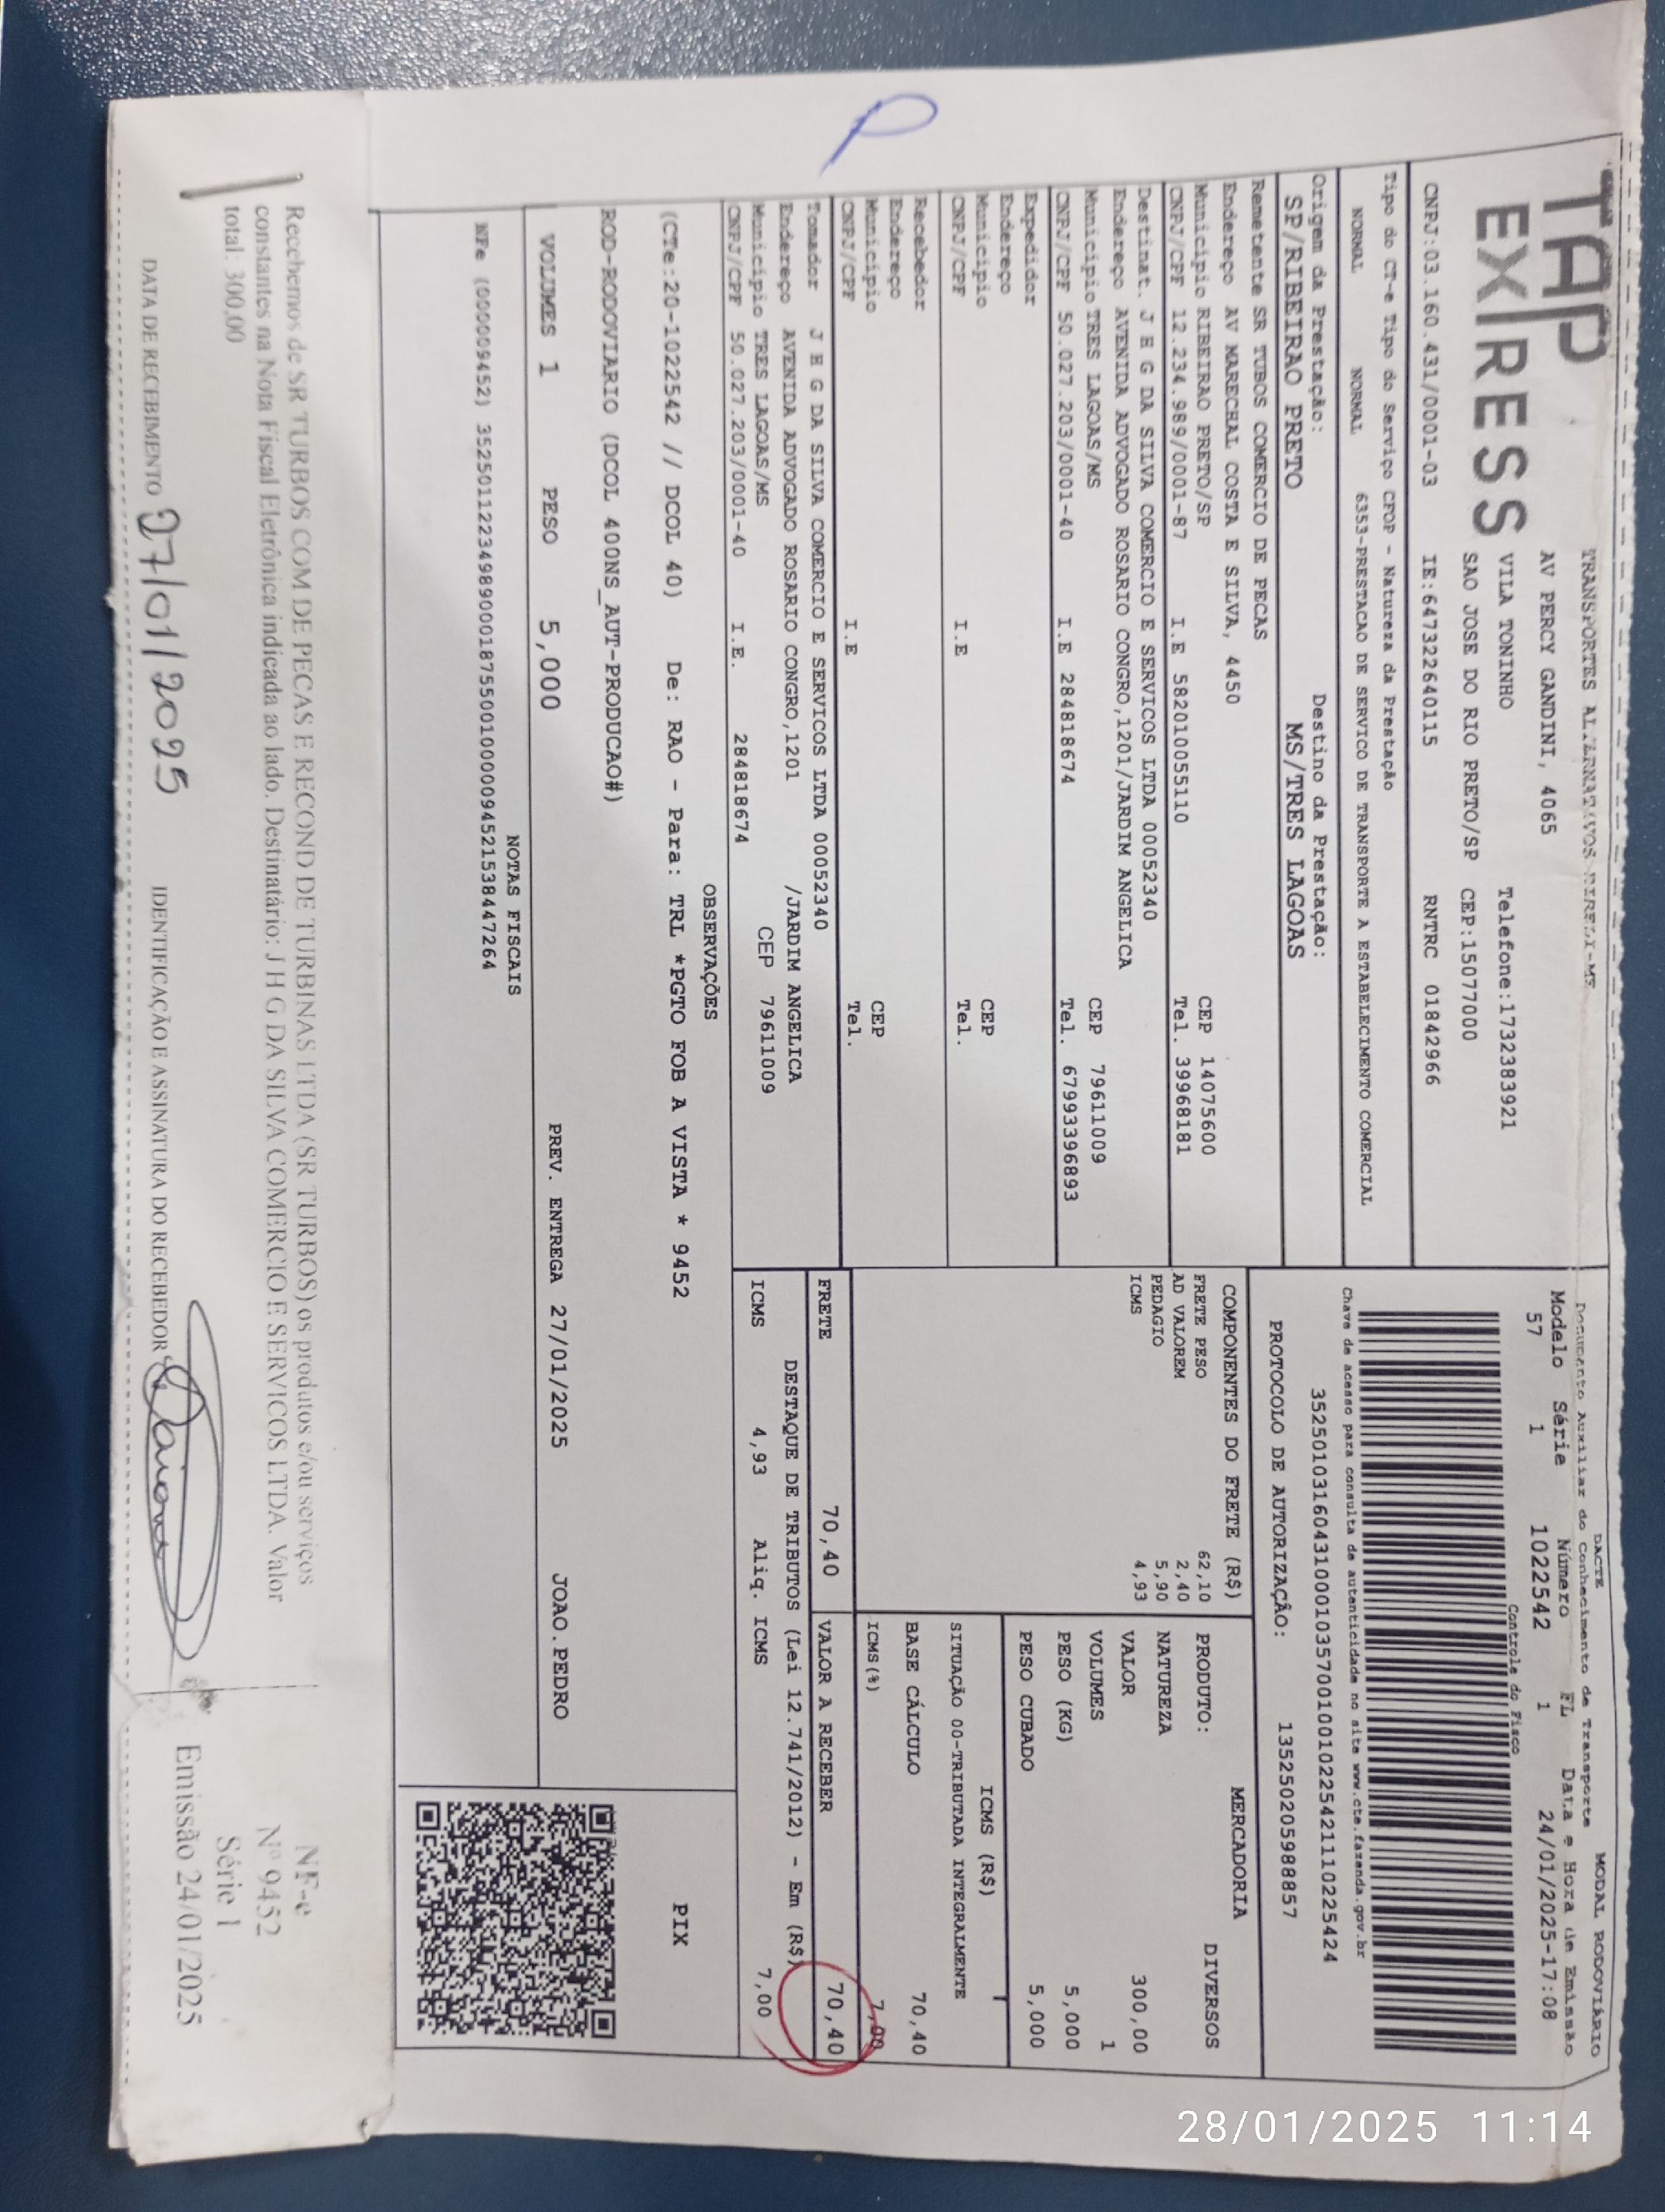 TAP
EXPRESS
TRANSPORTES ALTERNATIVOS EIRELI-ME
AV PERCY GANDINI, 4065
VILA TONINHO Telefone:1732383921
SAO JOSE DO RIO PRETO/SP CEP:15077000
CNPJ:03.160.431/0001-03 IE:647322640115 RNTRC 01842966
Tipo do CT-e Tipo do Serviço CFOP - Natureza da Prestação
NORMAL NORMAL 6353-PRESTACAO DE SERVICO DE TRANSPORTE A ESTABELECIMENTO COMERCIAL
Origem da Prestação: Destino da Prestação:
SP/RIBEIRAO PRETO MS/TRES LAGOAS
Remetente SR TUBOS COMERCIO DE PECAS
Endereço AV MARECHAL COSTA E SILVA, 4450
Município RIBEIRAO PRETO/SP CEP 14075600
CNPJ/CPF 12.234.989/0001-87 I.E 582010055110 Tel. 39968181
Destinat. J H G DA SILVA COMERCIO E SERVICOS LTDA 00052340
Endereço AVENIDA ADVOGADO ROSARIO CONGRO,1201/JARDIM ANGELICA
Município TRES LAGOAS/MS CEP 79611009
CNPJ/CPF 50.027.203/0001-40 I.E 284818674 Tel. 67993396893
Expedidor
Endereço
Município CEP
CNPJ/CPF I.E Tel.
Recebedor
Endereço
Município CEP
CNPJ/CPF I.E Tel.
Tomador J H G DA SILVA COMERCIO E SERVICOS LTDA 00052340
Endereço AVENIDA ADVOGADO ROSARIO CONGRO,1201 /JARDIM ANGELICA
Município TRES LAGOAS/MS CEP 79611009
CNPJ/CPF 50.027.203/0001-40 I.E. 284818674
DACTE MODAL RODOVIÁRIO
Documento Auxiliar do Conhecimento de Transporte
Modelo Série Número FL Data e Hora de Emissão
57 1 1022542 1 24/01/2025-17:08
Controle do Fisco
Chave de acesso para consulta de autenticidade no site www.cte.fazenda.gov.br
35250103160431000103570010010225421110225424
PROTOCOLO DE AUTORIZAÇÃO: 135250205988857
COMPONENTES DO FRETE (R$)
FRETE PESO 62,10
AD VALOREM 2,40
PEDAGIO 5,90
ICMS 4,93
MERCADORIA
PRODUTO: DIVERSOS
NATUREZA
VALOR 300,00
VOLUMES 1
PESO (KG) 5,000
PESO CUBADO 5,000
ICMS (R$)
SITUAÇÃO 00-TRIBUTADA INTEGRALMENTE
BASE CÁLCULO 70,40
ICMS(%) 7,00
FRETE 70,40 VALOR A RECEBER 70,40
DESTAQUE DE TRIBUTOS (Lei 12.741/2012) - Em (R$)
ICMS 4,93 Aliq. ICMS 7,00
OBSERVAÇÕES
(CTe:20-1022542 // DCOL 40) De: RAO - Para: TRL *PGTO FOB A VISTA * 9452
ROD-RODOVIARIO (DCOL 400NS_AUT-PRODUCAO#)
PIX
VOLUMES 1 PESO 5,000 PREV. ENTREGA 27/01/2025 JOAO.PEDRO
NOTAS FISCAIS
NFe (000009452) 35250112234989000187550010000094521538447264
Recebemos de SR TURBOS COM DE PECAS E RECOND DE TURBINAS LTDA (SR TURBOS) os produtos e/ou serviços
constantes na Nota Fiscal Eletrônica indicada ao lado. Destinatário: J H G DA SILVA COMERCIO E SERVICOS LTDA. Valor
total: 300,00
DATA DE RECEBIMENTO 27/01/2025 IDENTIFICAÇÃO E ASSINATURA DO RECEBEDOR
NF-e
Nº 9452
Série 1
Emissão 24/01/2025
28/01/2025 11:14